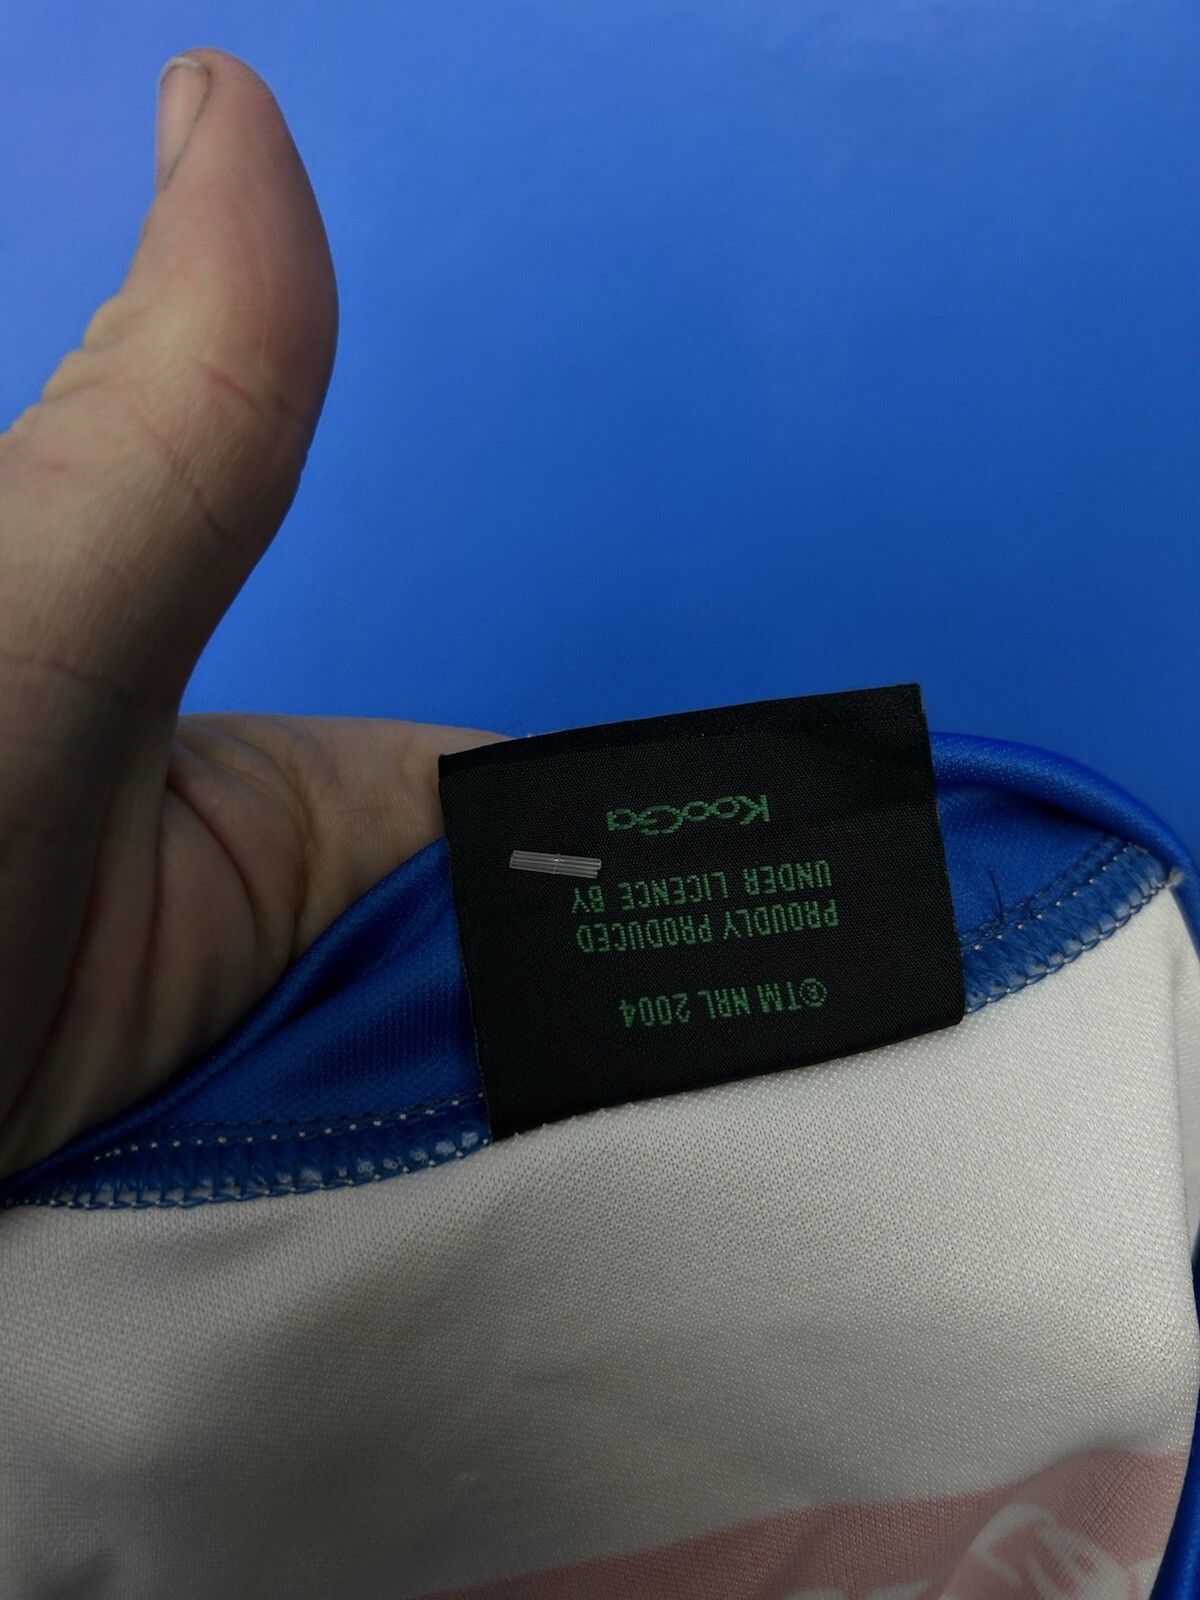 ®TM NRL 2004
PROUDLY PRODUCED
UNDER LICENCE BY
KooGa